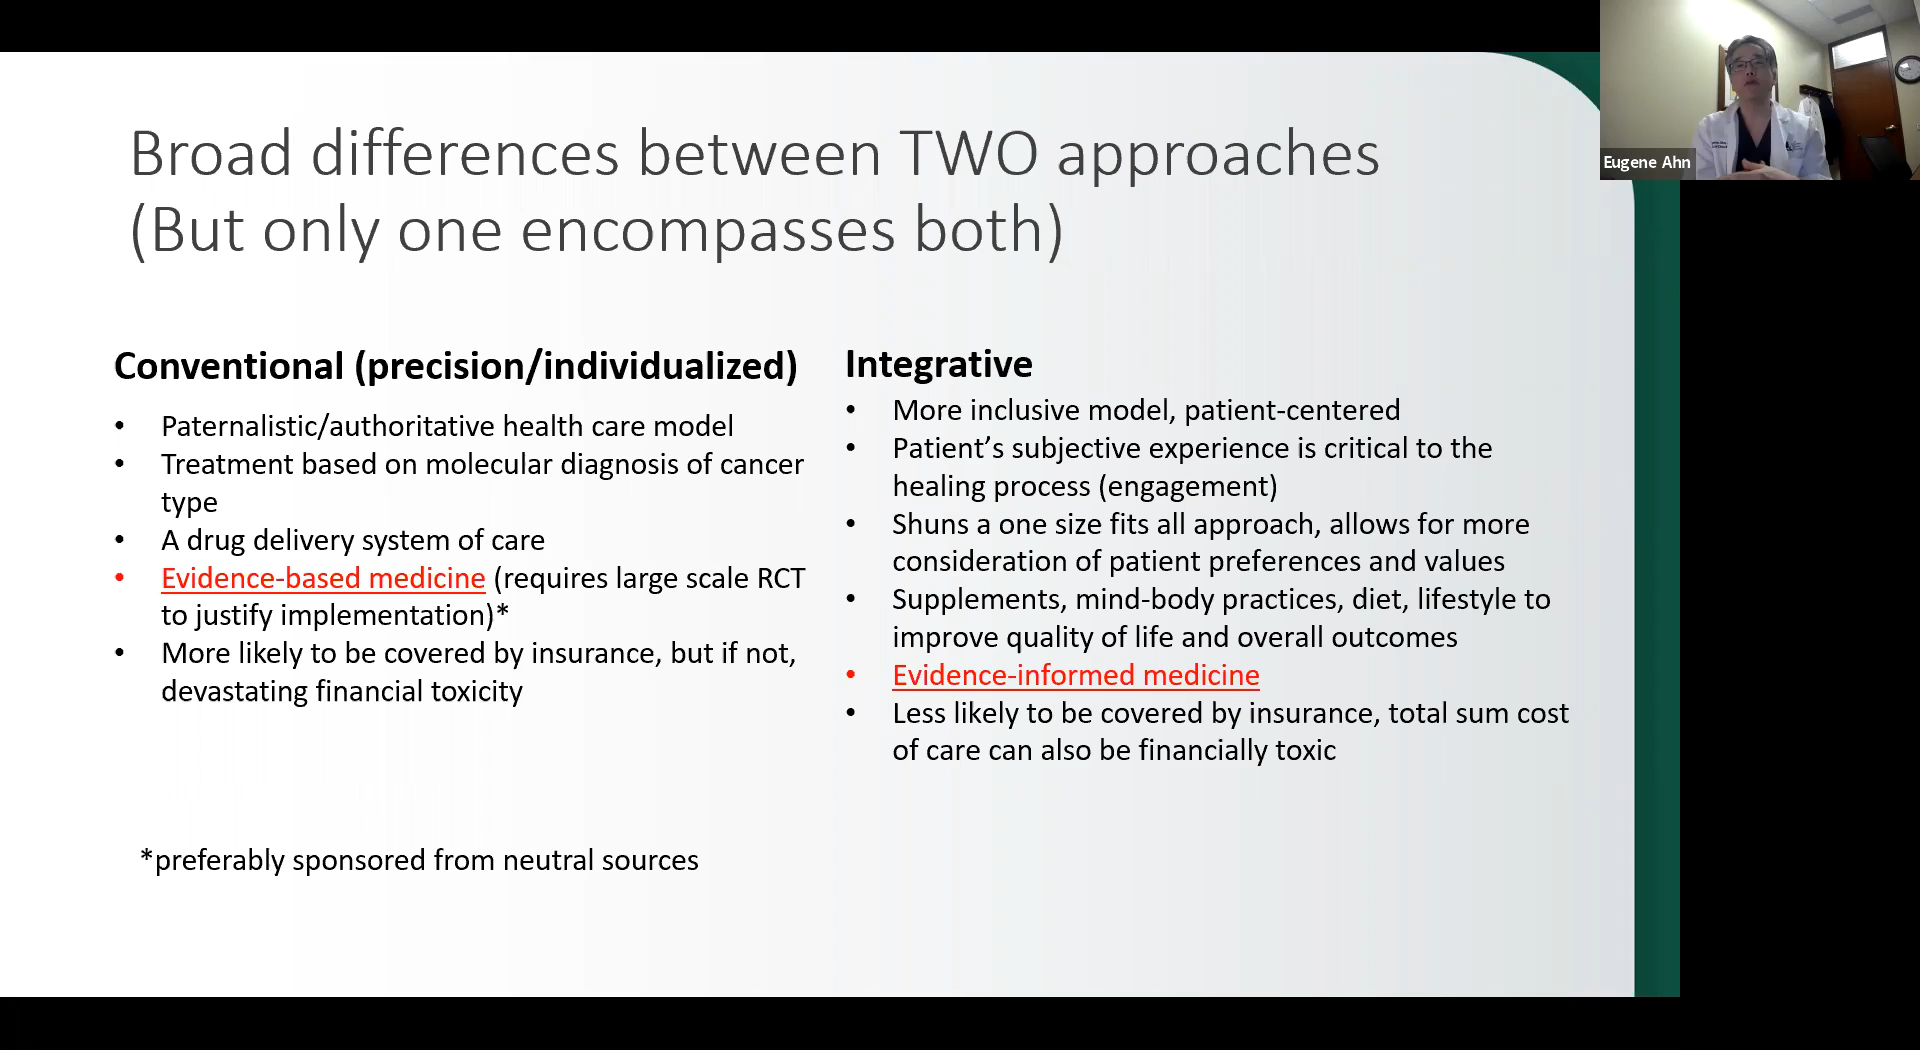 Broad differences between TWO approaches
(But only one encompasses both)
Eugene Ahn
Conventional (precision/individualized)
• Paternalistic/authoritative health care model
• Treatment based on molecular diagnosis of cancer
type
• A drug delivery system of care
• Evidence-based medicine (requires large scale RCT
to justify implementation)*
• More likely to be covered by insurance, but if not,
devastating financial toxicity
*preferably sponsored from neutral sources
Integrative
• More inclusive model, patient-centered
• Patient’s subjective experience is critical to the
healing process (engagement)
• Shuns a one size fits all approach, allows for more
consideration of patient preferences and values
• Supplements, mind-body practices, diet, lifestyle to
improve quality of life and overall outcomes
• Evidence-informed medicine
• Less likely to be covered by insurance, total sum cost
of care can also be financially toxic